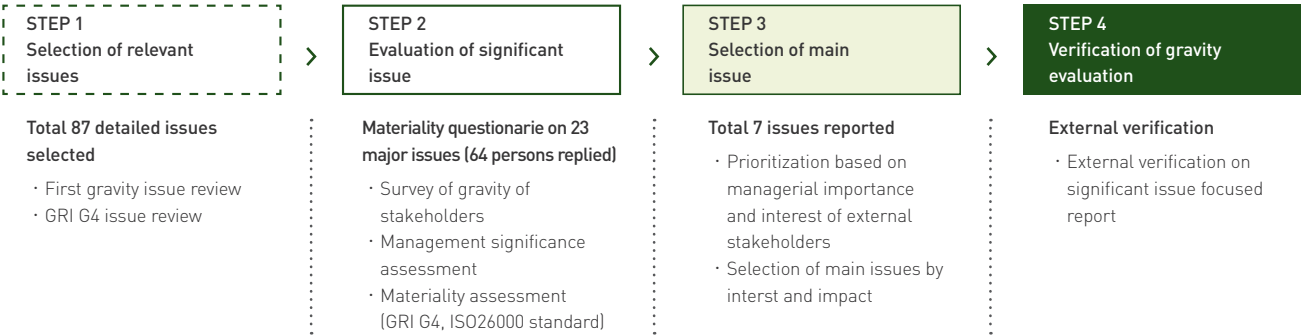 STEP 1
Selection of relevant
issues
STEP 2
Evaluation of significant
issue
STEP 3
Selection of main
issue
STEP 4
Verification of gravity
evaluation
Total 87 detailed issues
selected
· First gravity issue review
· GRI G4 issue review
Materiality questionarie on 23
major issues (64 persons replied)
· Survey of gravity of
stakeholders
· Management significance
assessment
· Materiality assessment
(GRI G4, ISO26000 standard)
Total 7 issues reported
· Prioritization based on
managerial importance
and interest of external
stakeholders
· Selection of main issues by
interst and impact
External verification
· External verification on
significant issue focused
report